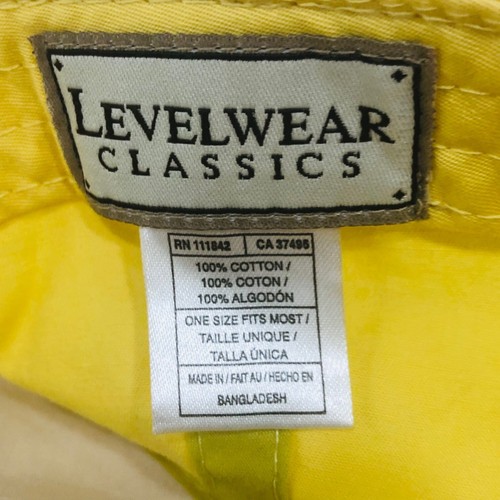 LEVELWEAR
CLASSICS
RN 111842 CA 37495
100% COTTON /
100% COTON /
100% ALGODÓN
ONE SIZE FITS MOST /
TAILLE UNIQUE /
TALLA ÚNICA
MADE IN / FAIT AU / HECHO EN
BANGLADESH